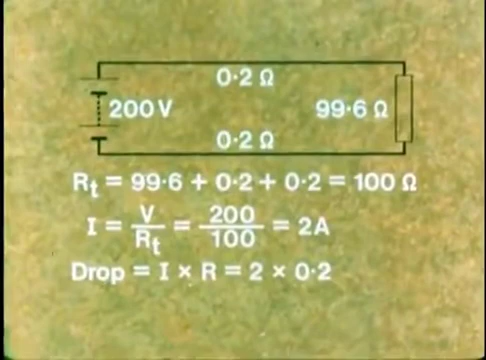 0·2 Ω
200 V
99·6 Ω
0·2 Ω
Rt = 99·6 + 0·2 + 0·2 = 100 Ω
I = V/Rt = 200/100 = 2A
Drop = I × R = 2 × 0·2